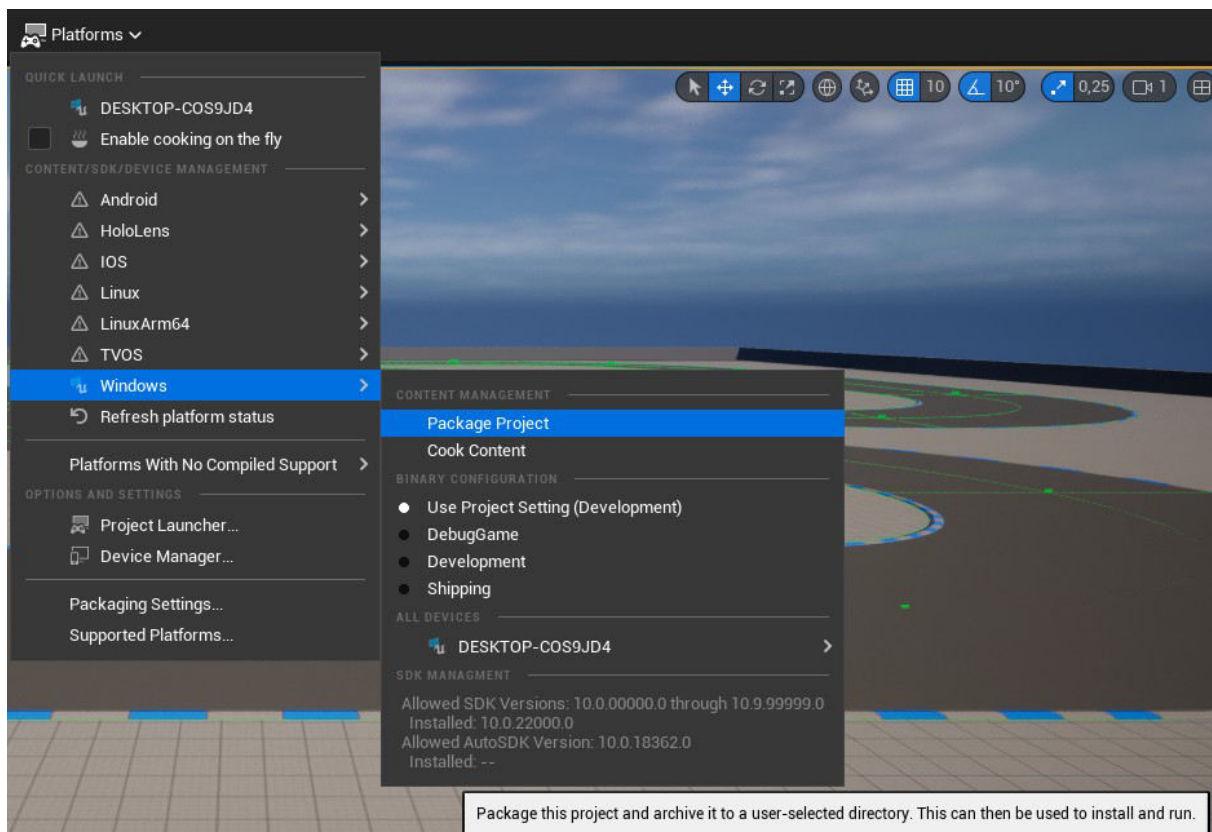 Platforms
QUICK LAUNCH
DESKTOP-COS9JD4
Enable cooking on the fly
CONTENT/SDK/DEVICE MANAGEMENT
Android
HoloLens
IOS
Linux
LinuxArm64
TVOS
Windows
Refresh platform status
Platforms With No Compiled Support
OPTIONS AND SETTINGS
Project Launcher...
Device Manager...
Packaging Settings...
Supported Platforms...
10
10°
0,25
1
CONTENT MANAGEMENT
Package Project
Cook Content
BINARY CONFIGURATION
Use Project Setting (Development)
DebugGame
Development
Shipping
ALL DEVICES
DESKTOP-COS9JD4
SDK MANAGMENT
Allowed SDK Versions: 10.0.00000.0 through 10.9.99999.0
Installed: 10.0.22000.0
Allowed AutoSDK Version: 10.0.18362.0
Installed: --
Package this project and archive it to a user-selected directory. This can then be used to install and run.